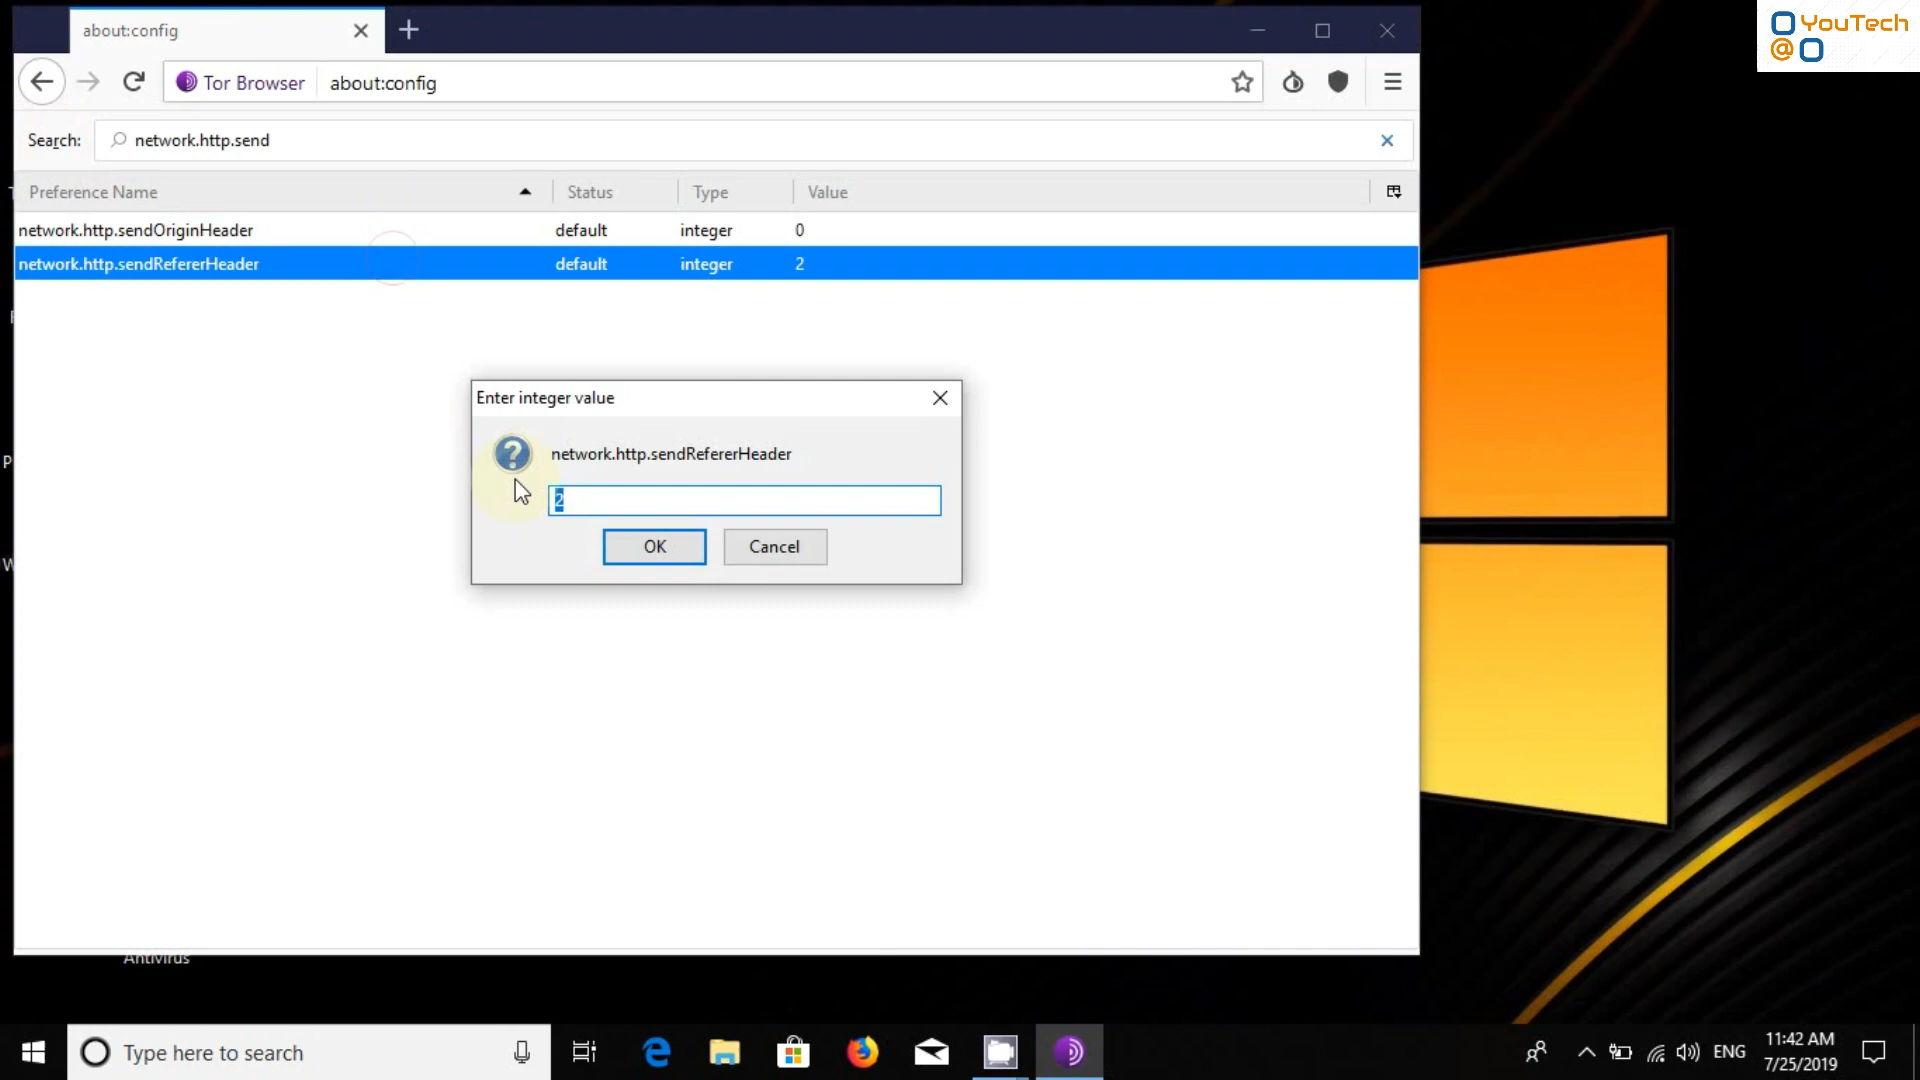 about:config
YouTech
@
Tor Browser
about:config
Search:
network.http.send
Preference Name
Status
Type
Value
network.http.sendOriginHeader
default
integer
0
network.http.sendRefererHeader
default
integer
2
Enter integer value
network.http.sendRefererHeader
2
OK
Cancel
Antivirus
Type here to search
ENG
11:42 AM
7/25/2019